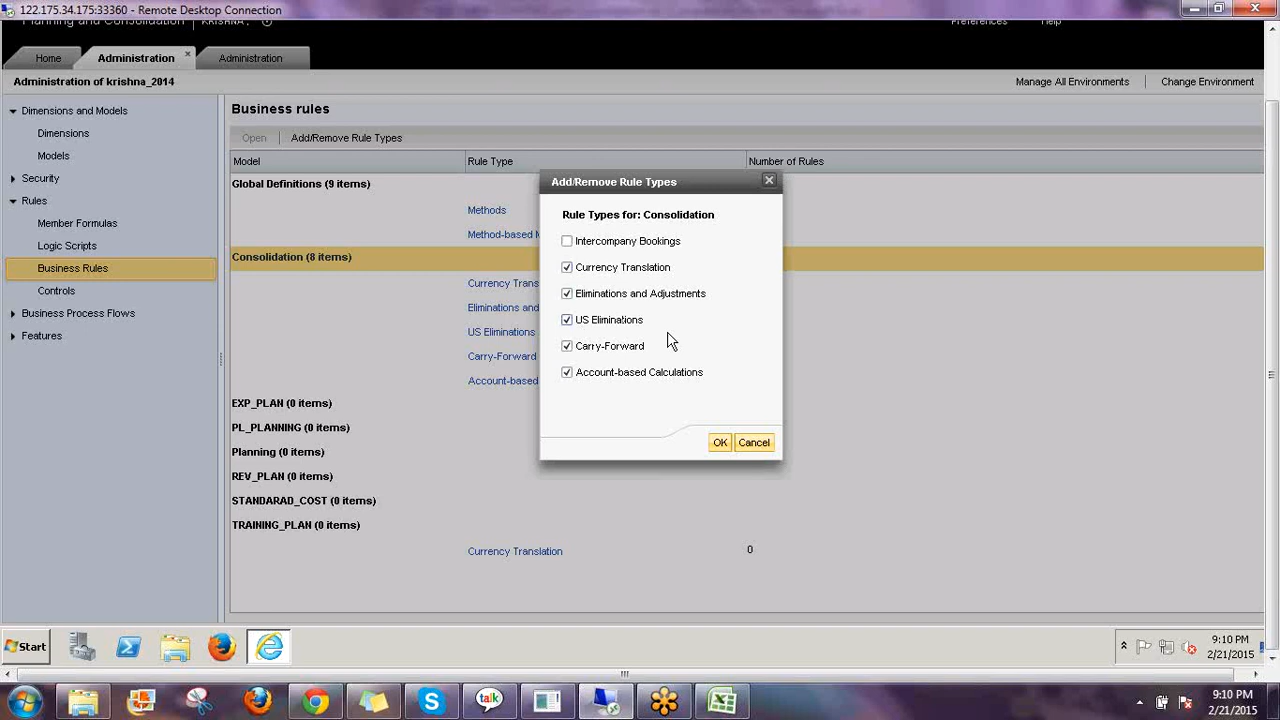 122.175.34.175:33360 - Remote Desktop Connection
Planning and Consolidation KRISHNA, Preferences Help
Home Administration × Administration
Administration of krishna_2014 Manage All Environments Change Environment
Dimensions and Models
Dimensions
Models
Security
Rules
Member Formulas
Logic Scripts
Business Rules
Controls
Business Process Flows
Features
Business rules
Open Add/Remove Rule Types
Model Rule Type Number of Rules
Global Definitions (9 items)
Methods
Method-based M
Consolidation (8 items)
Currency Trans
Eliminations and
US Eliminations
Carry-Forward
Account-based
EXP_PLAN (0 items)
PL_PLANNING (0 items)
Planning (0 items)
REV_PLAN (0 items)
STANDARAD_COST (0 items)
TRAINING_PLAN (0 items)
Currency Translation 0
Add/Remove Rule Types
Rule Types for: Consolidation
Intercompany Bookings
Currency Translation
Eliminations and Adjustments
US Eliminations
Carry-Forward
Account-based Calculations
OK Cancel
Start
9:10 PM
2/21/2015
talk
9:10 PM
2/21/2015